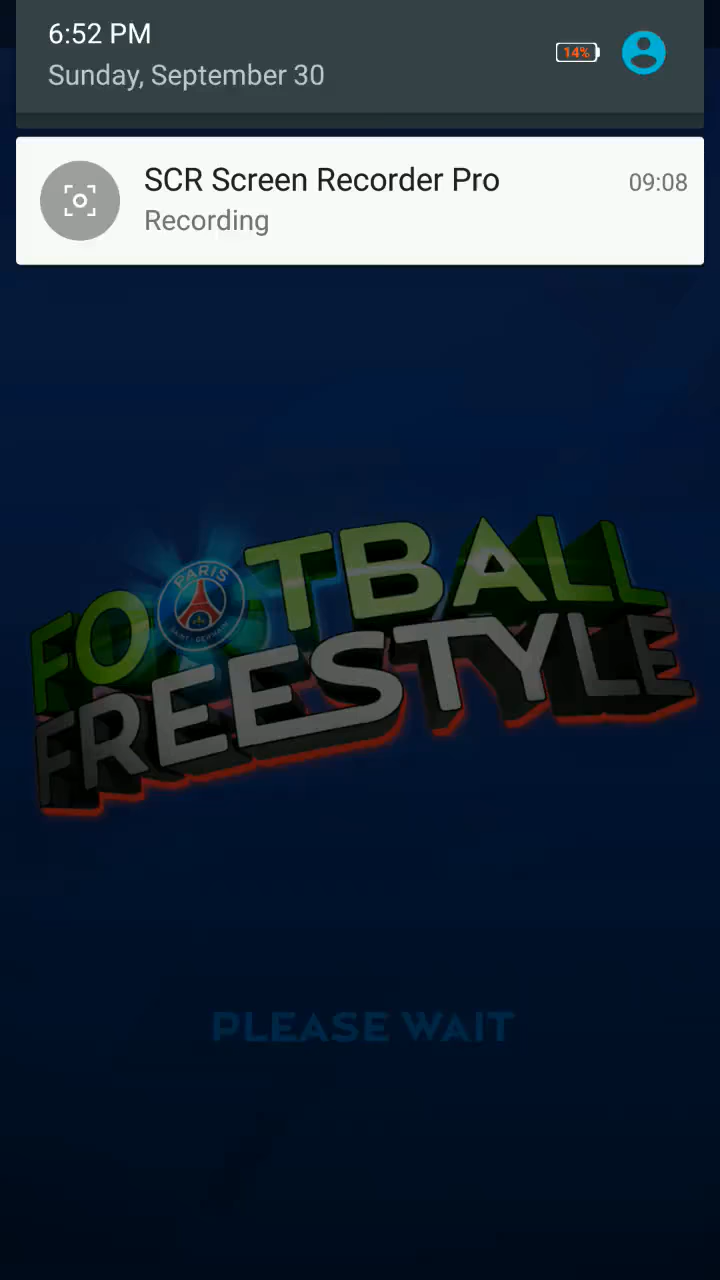 6:52 PM
Sunday, September 30
14%
SCR Screen Recorder Pro
09:08
Recording
PARIS
SAINT-GERMAIN
FOOTBALL
FREESTYLE
PLEASE WAIT